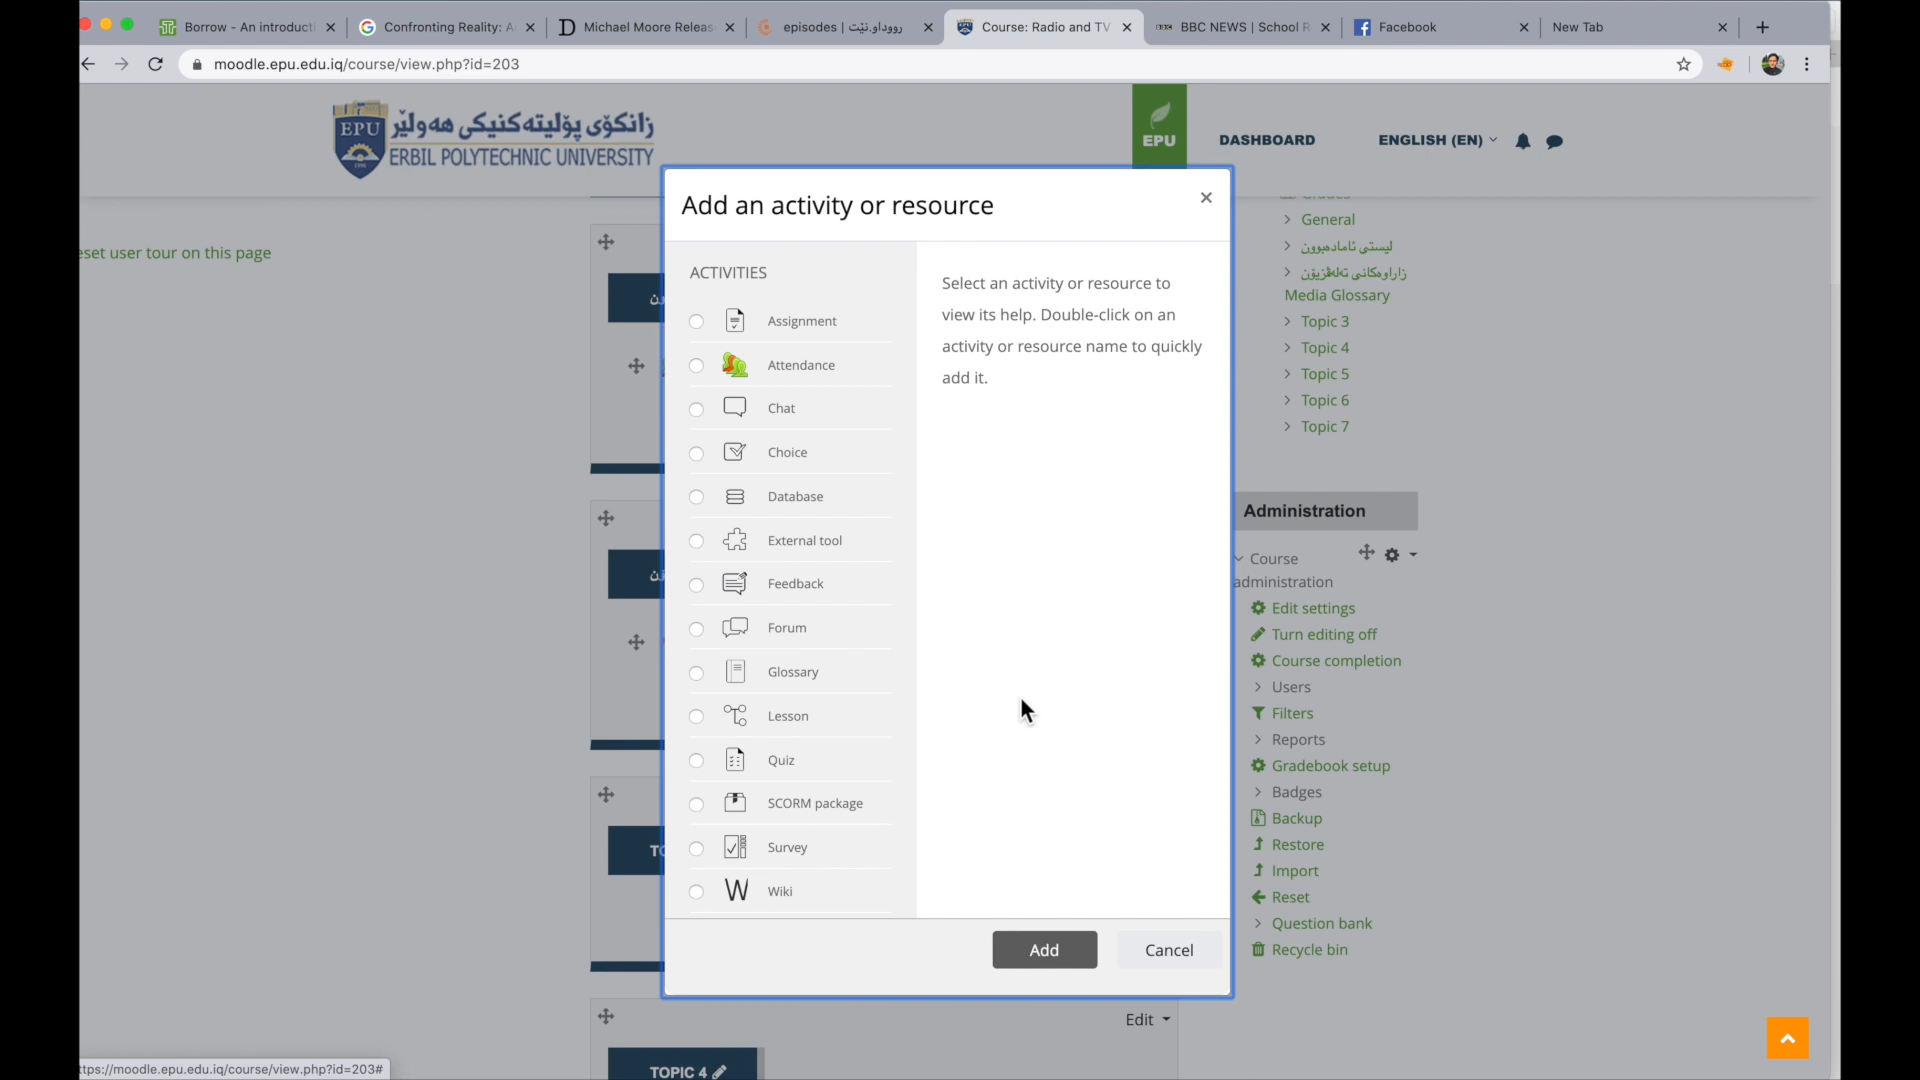 Borrow - An introducti
Confronting Reality: A
Michael Moore Releas
episodes | رووداو.نێت
Course: Radio and TV
BBC NEWS | School R
Facebook
New Tab
moodle.epu.edu.iq/course/view.php?id=203
زانکۆی پۆلیتەکنیکی هەولێر
EPU
ERBIL POLYTECHNIC UNIVERSITY
EPU
DASHBOARD
ENGLISH (EN)
eset user tour on this page
Add an activity or resource
ACTIVITIES
Assignment
Attendance
Chat
Choice
Database
External tool
Feedback
Forum
Glossary
Lesson
Quiz
SCORM package
Survey
Wiki
Select an activity or resource to
view its help. Double-click on an
activity or resource name to quickly
add it.
Add
Cancel
Grades
General
لیستی ئامادەبوون
زاراوەکانی تەلەفزیۆن
Media Glossary
Topic 3
Topic 4
Topic 5
Topic 6
Topic 7
Administration
Course
administration
Edit settings
Turn editing off
Course completion
Users
Filters
Reports
Gradebook setup
Badges
Backup
Restore
Import
Reset
Question bank
Recycle bin
Edit
TOPIC 4
ttps://moodle.epu.edu.iq/course/view.php?id=203#